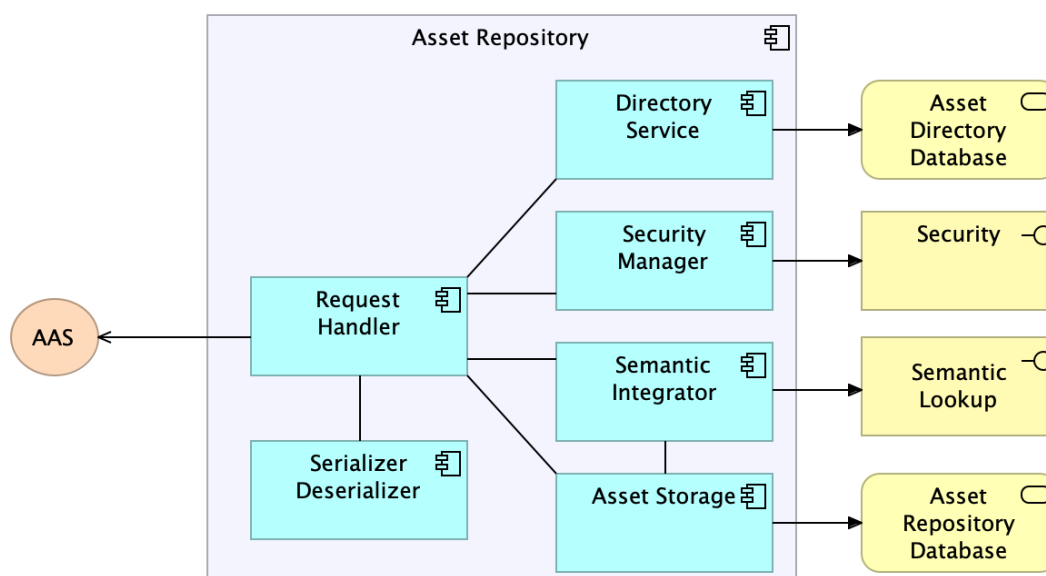 Asset Repository
Directory
Service
Asset
Directory
Database
Security
Manager
Security
Request
Handler
AAS
Semantic
Integrator
Semantic
Lookup
Serializer
Deserializer
Asset Storage
Asset
Repository
Database